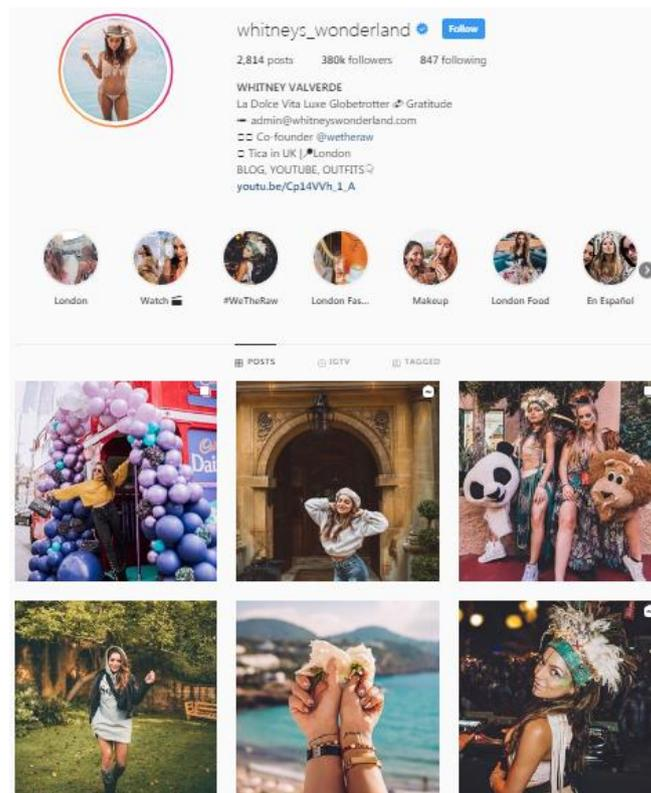 whitneys_wonderland Follow
2,814 posts 380k followers 847 following
WHITNEY VALVERDE
La Dolce Vita Luxe Globetrotter Gratitude
admin@whitneyswonderland.com
Co-founder @wetheraw
Tica in UK | London
BLOG, YOUTUBE, OUTFITS
youtu.be/Cp14VVh_1_A
London Watch #WeTheRaw London Fas... Makeup London Food En Español
POSTS IGTV TAGGED
Dai